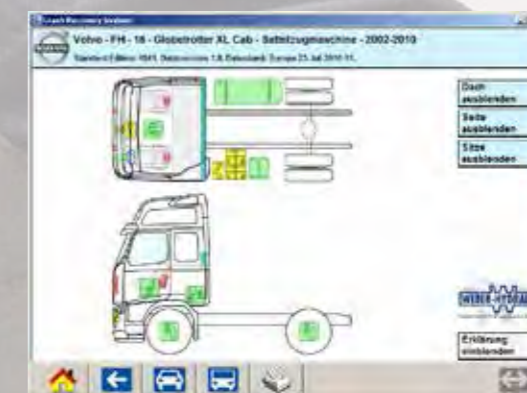 Crash Recovery System
Volvo - FH - 16 - Globetrotter XL Cab - Sattelzugmaschine - 2002-2010
Dach
ausblenden
Seite
ausblenden
Sitze
ausblenden
WEBER-HYDRAULIK
Erklärung
einblenden